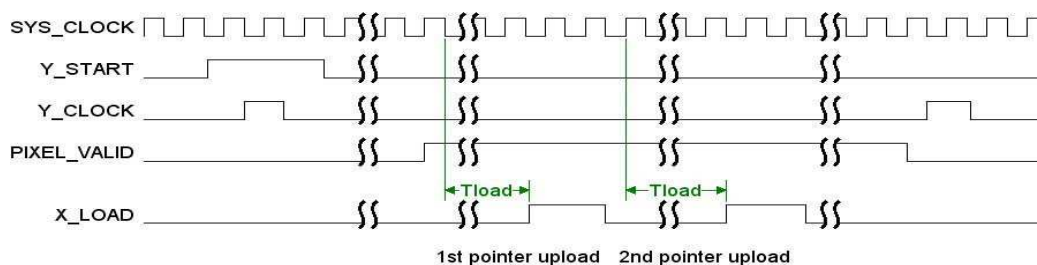 SYS_CLOCK
Y_START
Y_CLOCK
PIXEL_VALID
Tload Tload
X_LOAD
1st pointer upload 2nd pointer upload